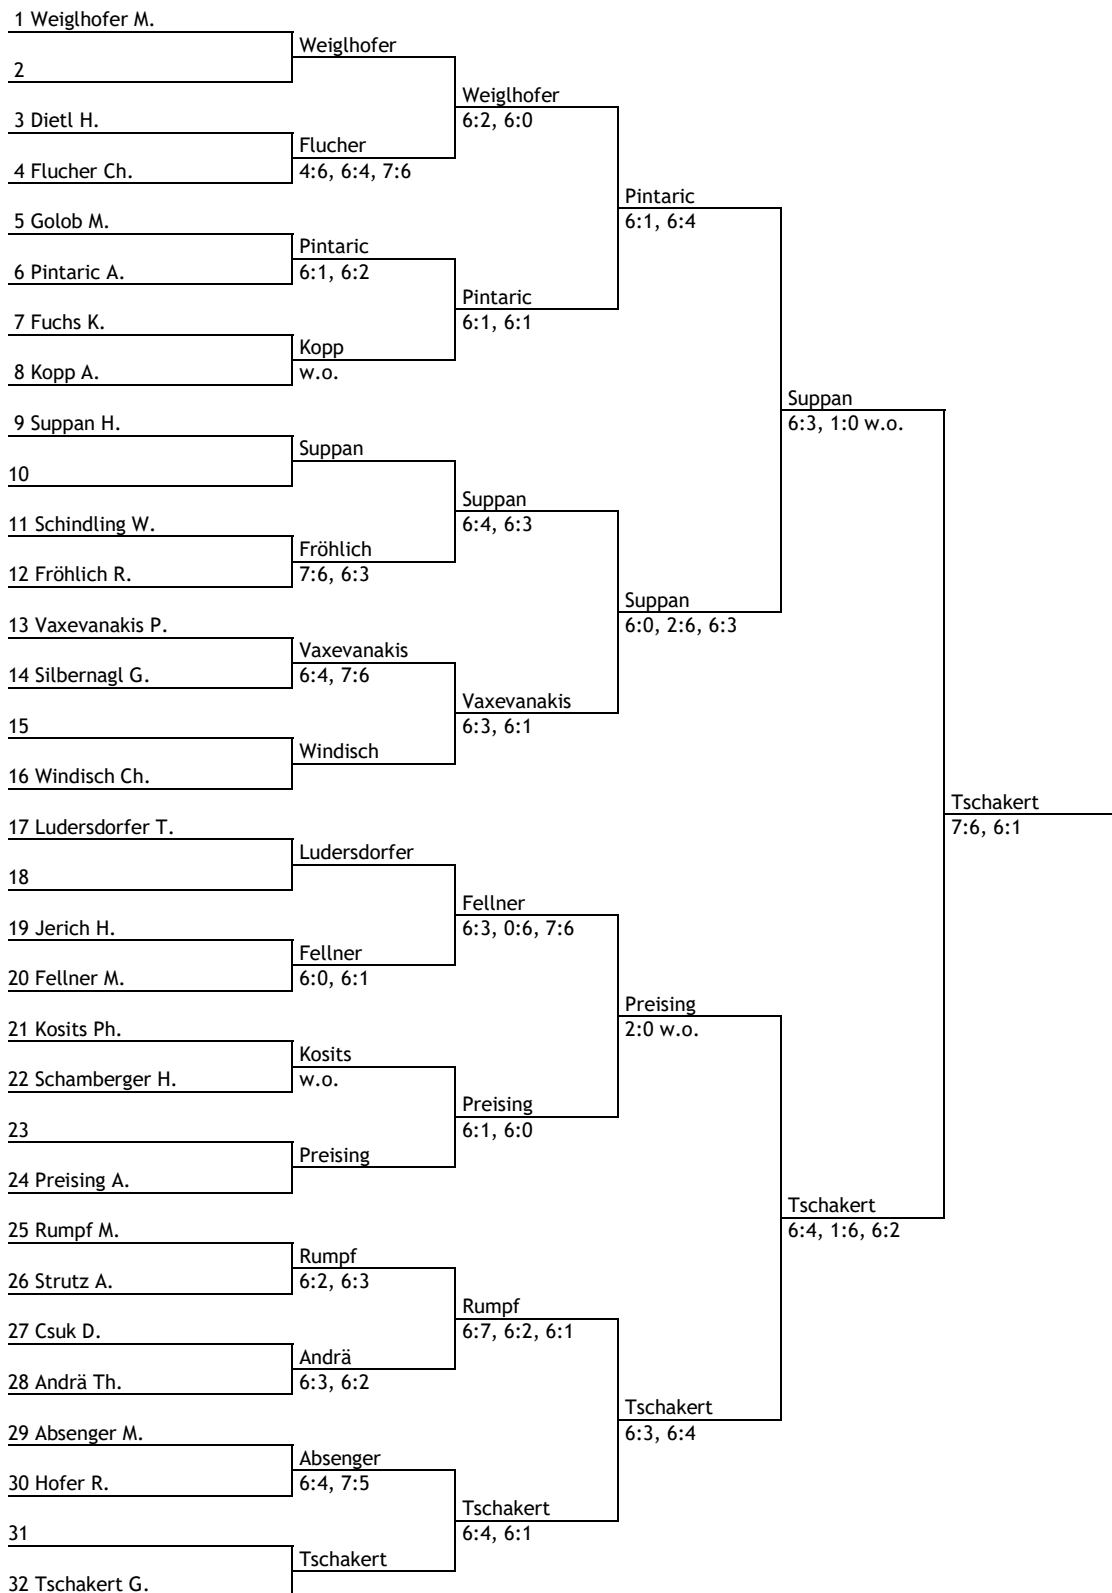 1 Weiglhofer M.
Weiglhofer
2
Weiglhofer
6:2, 6:0
3 Dietl H.
Flucher
4:6, 6:4, 7:6
4 Flucher Ch.
Pintaric
6:1, 6:4
5 Golob M.
Pintaric
6:1, 6:2
6 Pintaric A.
Pintaric
6:1, 6:1
7 Fuchs K.
Kopp
w.o.
8 Kopp A.
Suppan
6:3, 1:0 w.o.
9 Suppan H.
Suppan
10
Suppan
6:4, 6:3
11 Schindling W.
Fröhlich
7:6, 6:3
12 Fröhlich R.
Suppan
6:0, 2:6, 6:3
13 Vaxevanakis P.
Vaxevanakis
6:4, 7:6
14 Silbernagl G.
Vaxevanakis
6:3, 6:1
15
Windisch
16 Windisch Ch.
Tschakert
7:6, 6:1
17 Ludersdorfer T.
Ludersdorfer
18
Fellner
6:3, 0:6, 7:6
19 Jerich H.
Fellner
6:0, 6:1
20 Fellner M.
Preising
2:0 w.o.
21 Kosits Ph.
Kosits
w.o.
22 Schamberger H.
Preising
6:1, 6:0
23
Preising
24 Preising A.
Tschakert
6:4, 1:6, 6:2
25 Rumpf M.
Rumpf
6:2, 6:3
26 Strutz A.
Rumpf
6:7, 6:2, 6:1
27 Csuk D.
Andrä
6:3, 6:2
28 Andrä Th.
Tschakert
6:3, 6:4
29 Absenger M.
Absenger
6:4, 7:5
30 Hofer R.
Tschakert
6:4, 6:1
31
Tschakert
32 Tschakert G.